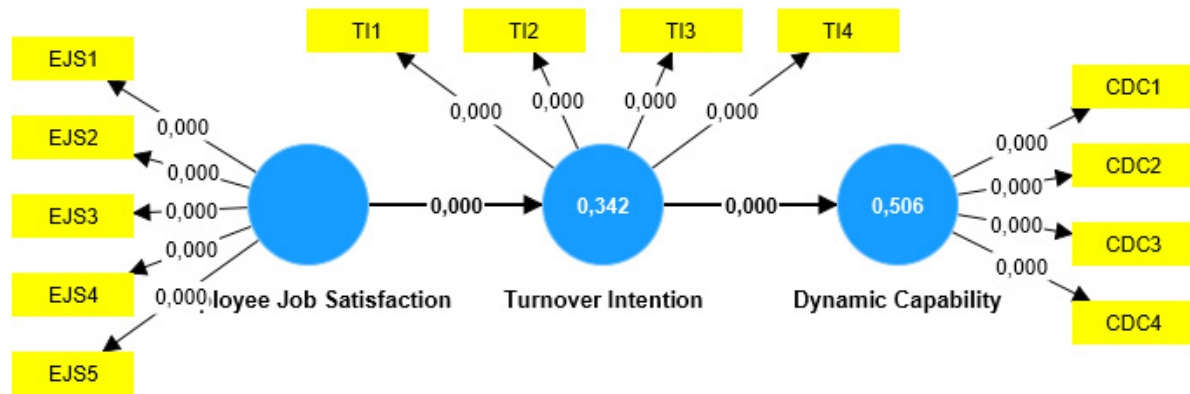 TI1
TI2
TI3
TI4
EJS1
EJS2
EJS3
EJS4
EJS5
0,000
0,000
0,000
0,000
0,000
0,000
0,000
0,000
0,000
0,000
0,342
0,000
0,506
0,000
0,000
0,000
0,000
CDC1
CDC2
CDC3
CDC4
ployee Job Satisfaction
Turnover Intention
Dynamic Capability